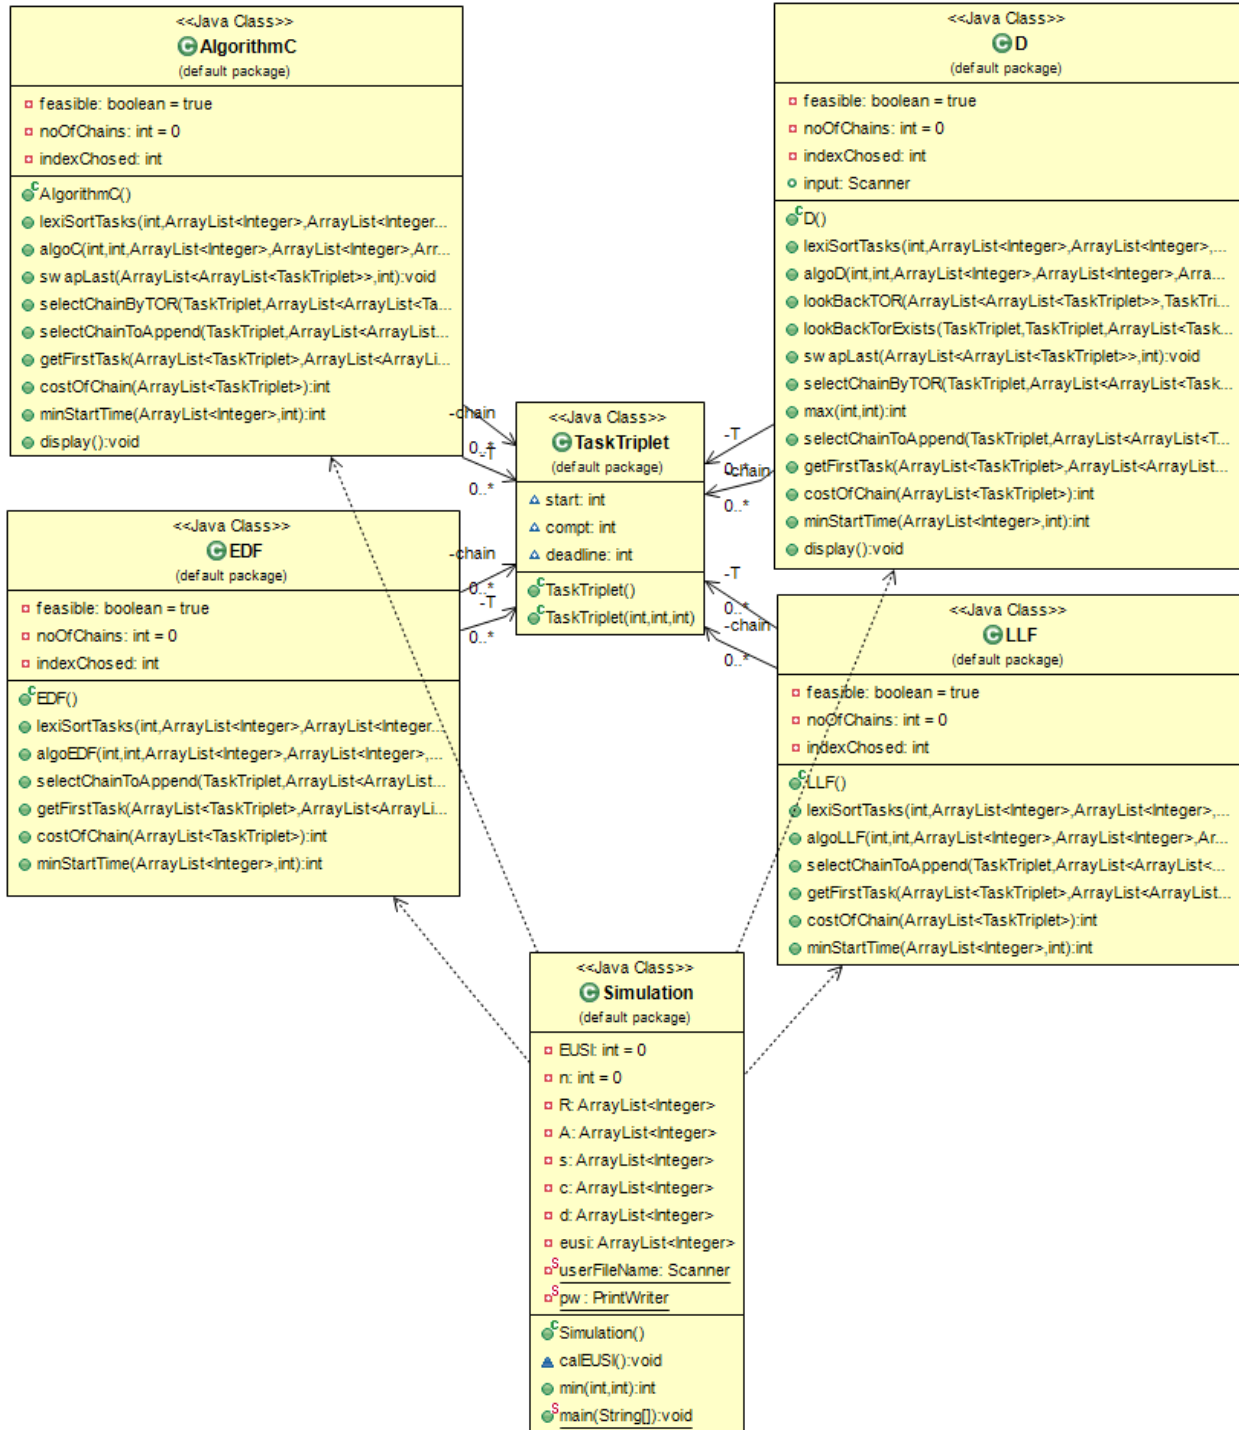 <<Java Class>>
AlgorithmC
(default package)
feasible: boolean = true
noOfChains: int = 0
indexChosed: int
AlgorithmC()
lexiSortTasks(int,ArrayList<Integer>,ArrayList<Integer...
algoC(int,int,ArrayList<Integer>,ArrayList<Integer>,Arr...
swapLast(ArrayList<ArrayList<TaskTriplet>>,int):void
selectChainByTOR(TaskTriplet,ArrayList<ArrayList<Ta...
selectChainToAppend(TaskTriplet,ArrayList<ArrayList...
getFirstTask(ArrayList<TaskTriplet>,ArrayList<ArrayLi...
costOfChain(ArrayList<TaskTriplet>):int
minStartTime(ArrayList<Integer>,int):int
display():void
<<Java Class>>
D
(default package)
feasible: boolean = true
noOfChains: int = 0
indexChosed: int
input: Scanner
D()
lexiSortTasks(int,ArrayList<Integer>,ArrayList<Integer>,...
algoD(int,int,ArrayList<Integer>,ArrayList<Integer>,Arra...
lookBackTOR(ArrayList<ArrayList<TaskTriplet>>,TaskTri...
lookBackTorExists(TaskTriplet,TaskTriplet,ArrayList<Task...
swapLast(ArrayList<ArrayList<TaskTriplet>>,int):void
selectChainByTOR(TaskTriplet,ArrayList<ArrayList<Task...
max(int,int):int
selectChainToAppend(TaskTriplet,ArrayList<ArrayList<T...
getFirstTask(ArrayList<TaskTriplet>,ArrayList<ArrayList...
costOfChain(ArrayList<TaskTriplet>):int
minStartTime(ArrayList<Integer>,int):int
display():void
-chain
0..*
-T
0..*
<<Java Class>>
TaskTriplet
(default package)
start: int
compt: int
deadline: int
TaskTriplet()
TaskTriplet(int,int,int)
-T
0..*
-chain
0..*
<<Java Class>>
EDF
(default package)
feasible: boolean = true
noOfChains: int = 0
indexChosed: int
EDF()
lexiSortTasks(int,ArrayList<Integer>,ArrayList<Integer...
algoEDF(int,int,ArrayList<Integer>,ArrayList<Integer>,...
selectChainToAppend(TaskTriplet,ArrayList<ArrayList...
getFirstTask(ArrayList<TaskTriplet>,ArrayList<ArrayLi...
costOfChain(ArrayList<TaskTriplet>):int
minStartTime(ArrayList<Integer>,int):int
-chain
0..*
-T
0..*
-T
0..*
-chain
0..*
<<Java Class>>
LLF
(default package)
feasible: boolean = true
noOfChains: int = 0
indexChosed: int
LLF()
lexiSortTasks(int,ArrayList<Integer>,ArrayList<Integer>,...
algoLLF(int,int,ArrayList<Integer>,ArrayList<Integer>,Ar...
selectChainToAppend(TaskTriplet,ArrayList<ArrayList<...
getFirstTask(ArrayList<TaskTriplet>,ArrayList<ArrayList...
costOfChain(ArrayList<TaskTriplet>):int
minStartTime(ArrayList<Integer>,int):int
<<Java Class>>
Simulation
(default package)
EUSI: int = 0
n: int = 0
R: ArrayList<Integer>
A: ArrayList<Integer>
s: ArrayList<Integer>
c: ArrayList<Integer>
d: ArrayList<Integer>
eusi: ArrayList<Integer>
userFileName: Scanner
pw: PrintWriter
Simulation()
calEUSI():void
min(int,int):int
main(String[]):void